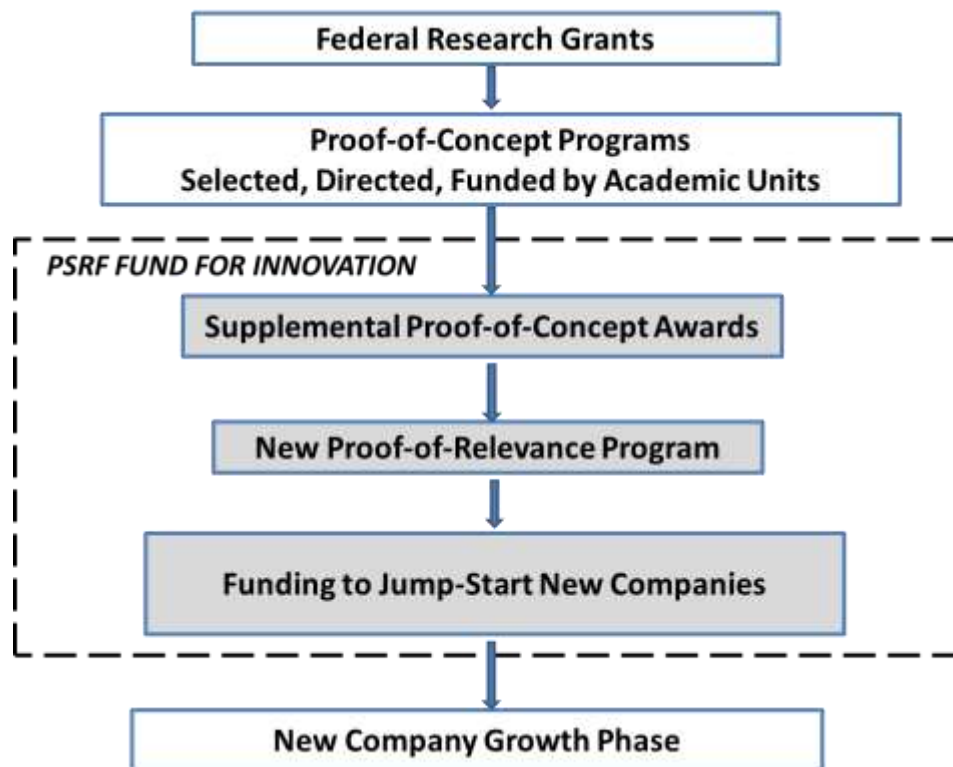 Federal Research Grants
Proof-of-Concept Programs
Selected, Directed, Funded by Academic Units
PSRF FUND FOR INNOVATION
Supplemental Proof-of-Concept Awards
New Proof-of-Relevance Program
Funding to Jump-Start New Companies
New Company Growth Phase